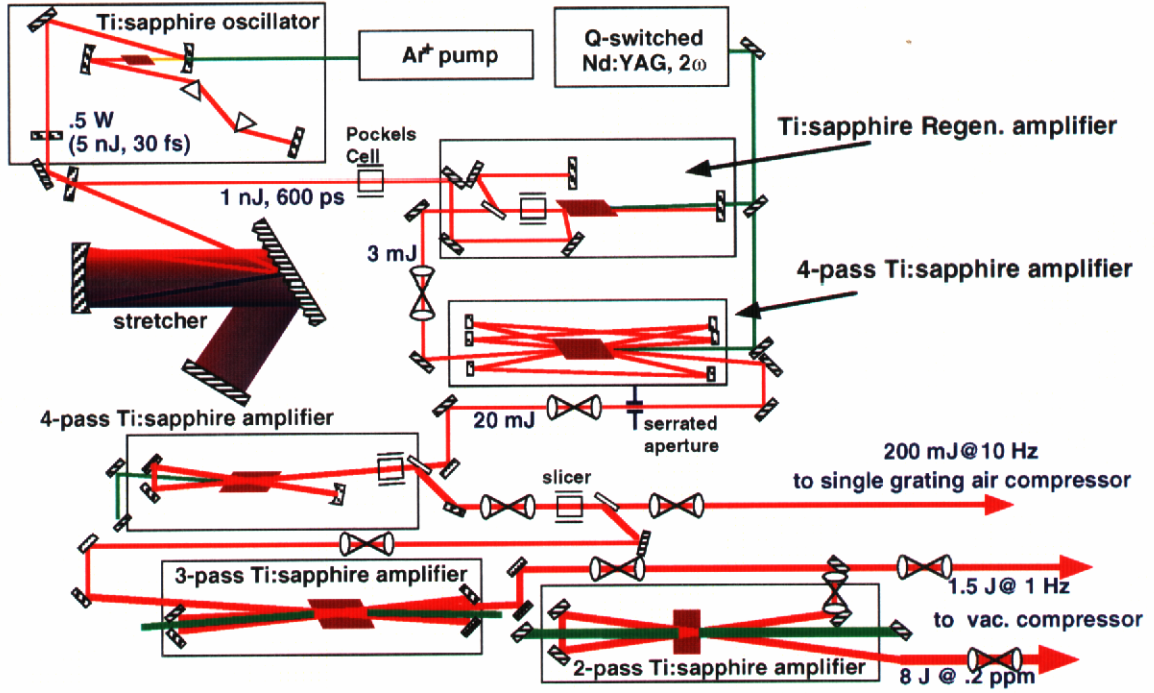 Ti:sapphire oscillator
Ar+ pump
Q-switched
Nd:YAG, 2ω
.5 W
(5 nJ, 30 fs)
Pockels
Cell
Ti:sapphire Regen. amplifier
1 nJ, 600 ps
3 mJ
4-pass Ti:sapphire amplifier
stretcher
20 mJ
serrated
aperture
4-pass Ti:sapphire amplifier
200 mJ@10 Hz
to single grating air compressor
slicer
3-pass Ti:sapphire amplifier
1.5 J@ 1 Hz
to vac. compressor
2-pass Ti:sapphire amplifier
8 J @ .2 ppm